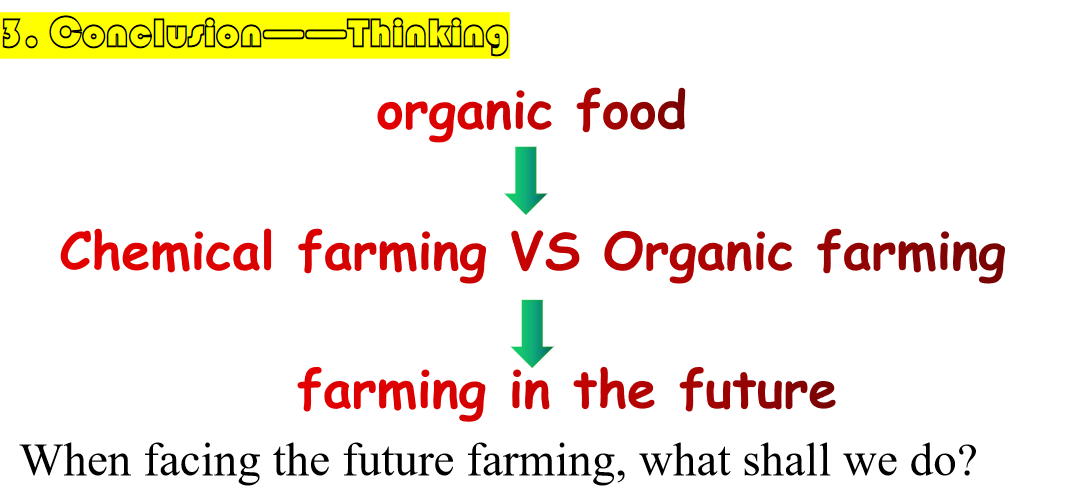 3. Conclusion——Thinking
organic food
Chemical farming VS Organic farming
farming in the future
When facing the future farming, what shall we do?